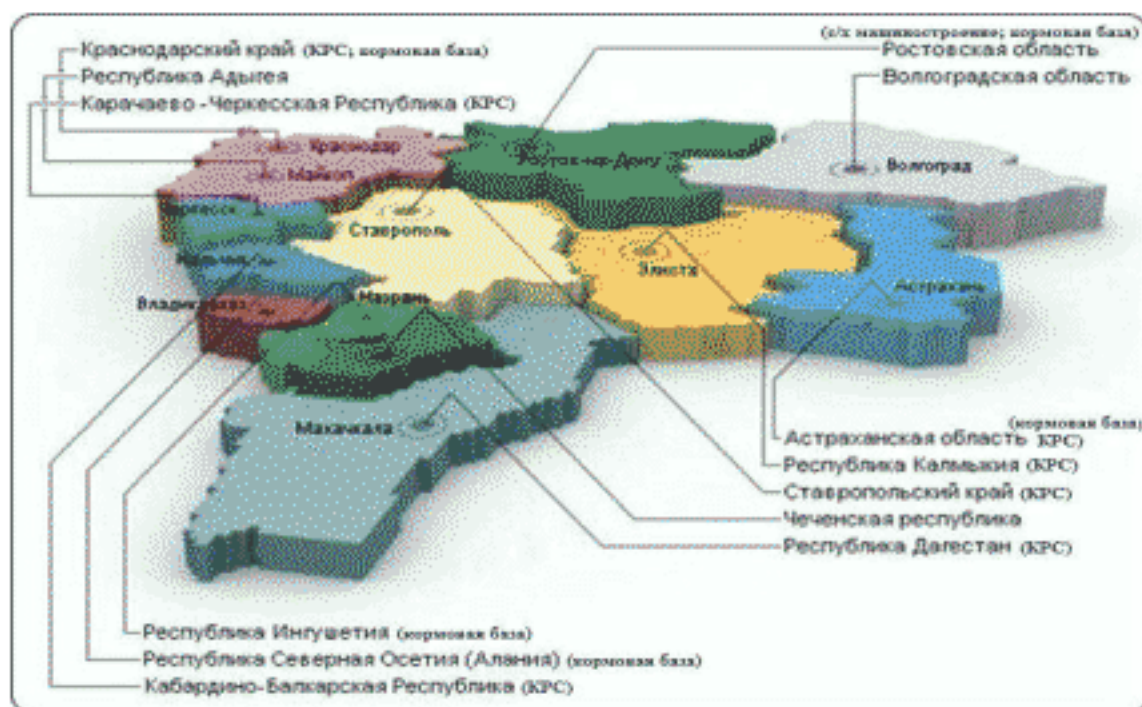 Краснодарский край (КРС; кормовая база)
Республика Адыгея
Карачаево-Черкесская Республика (КРС)
(с/х машиностроение; кормовая база)
Ростовская область
Волгоградская область
Краснодар
Майкоп
Ростов-на-Дону
Волгоград
Черкесск
Ставрополь
Нальчик
Элиста
Астрахань
Владикавказ
Назрань
Махачкала
(кормовая база)
Астраханская область КРС)
Республика Калмыкия (КРС)
Ставропольский край (КРС)
Чеченская республика
Республика Дагестан (КРС)
Республика Ингушетия (кормовая база)
Республика Северная Осетия (Алания) (кормовая база)
Кабардино-Балкарская Республика (КРС)